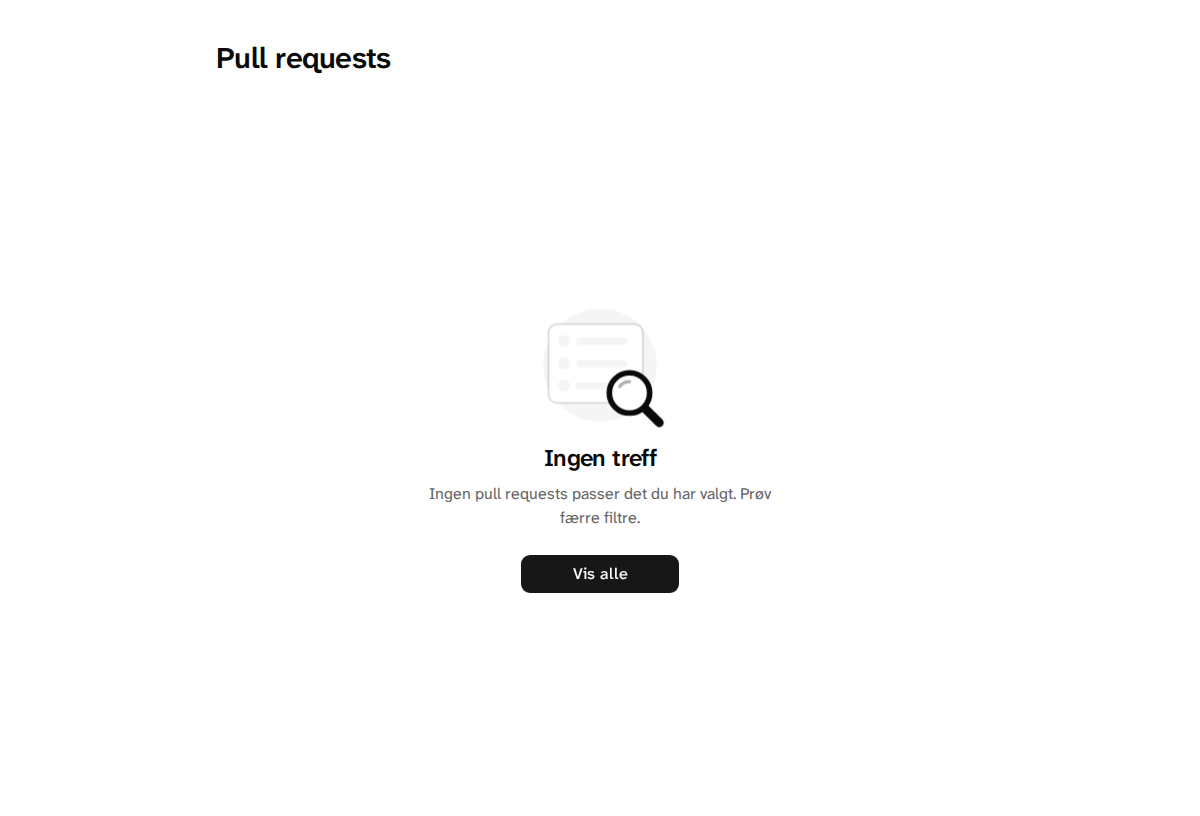 Pull requests
Ingen treff
Ingen pull requests passer det du har valgt. Prøv
færre filtre.
Vis alle